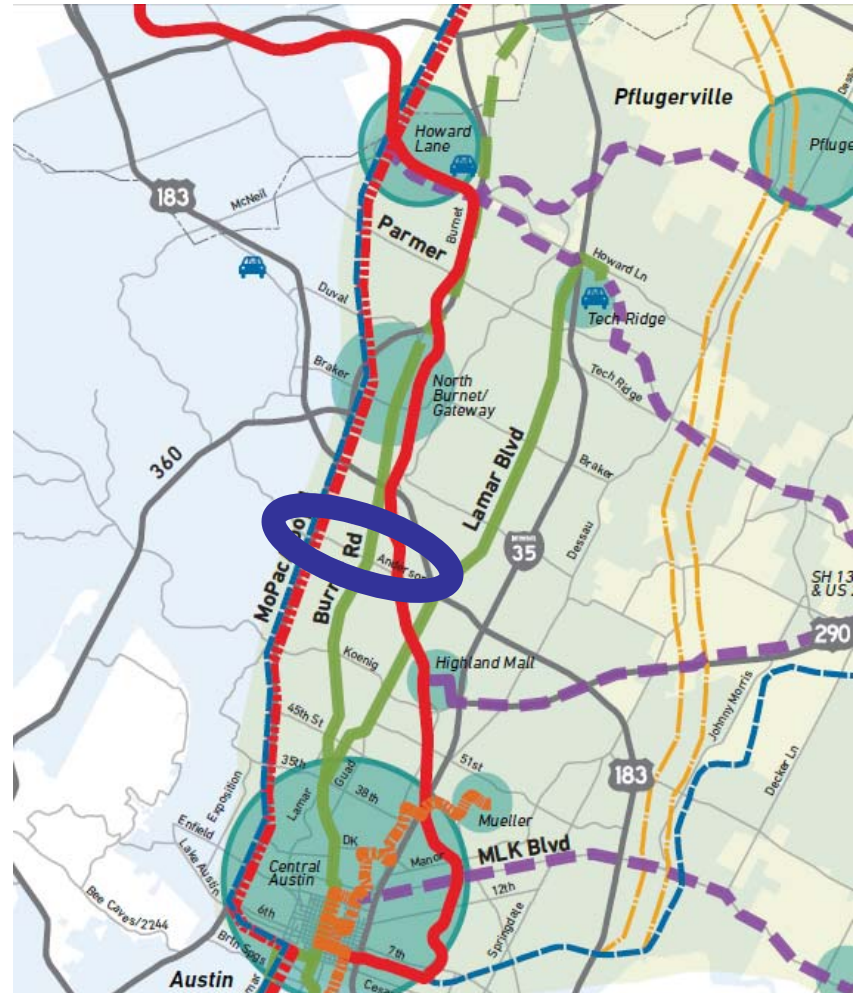 Pflugerville
Howard
Lane
Pfluge
183
McNeil
Parmer
Burnet
Howard Ln
Duval
Tech Ridge
Braker
North
Burnet/
Gateway
Tech Ridge
360
Lamar Blvd
Braker
Dessau
35
MoPac
Rd
Anderson
SH 13
& US
290
Koenig
Highland Mall
45th St
Johnny Morris
183
Decker Ln
35th
Guad
51st
Exposition
Lamar
38th
Enfield
Mueller
DK
Manor
MLK Blvd
Lake Austin
Central
Austin
12th
Springdale
Bee Caves/2244
6th
7th
Brtn Spgs
Austin